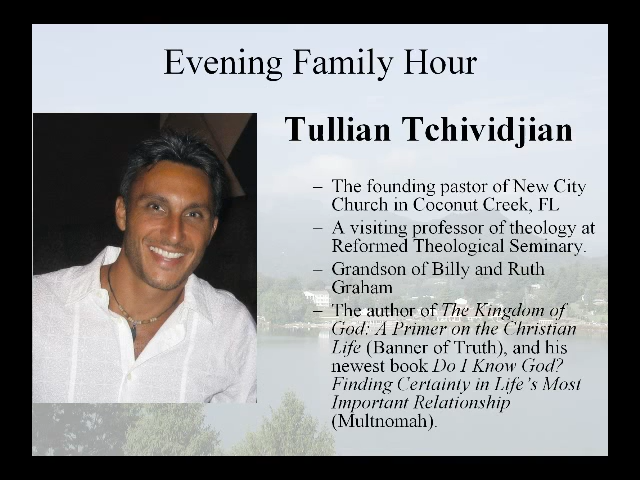 Evening Family Hour
Tullian Tchividjian
– The founding pastor of New City
Church in Coconut Creek, FL
– A visiting professor of theology at
Reformed Theological Seminary.
– Grandson of Billy and Ruth
Graham
– The author of The Kingdom of
God: A Primer on the Christian
Life (Banner of Truth), and his
newest book Do I Know God?
Finding Certainty in Life's Most
Important Relationship
(Multnomah).